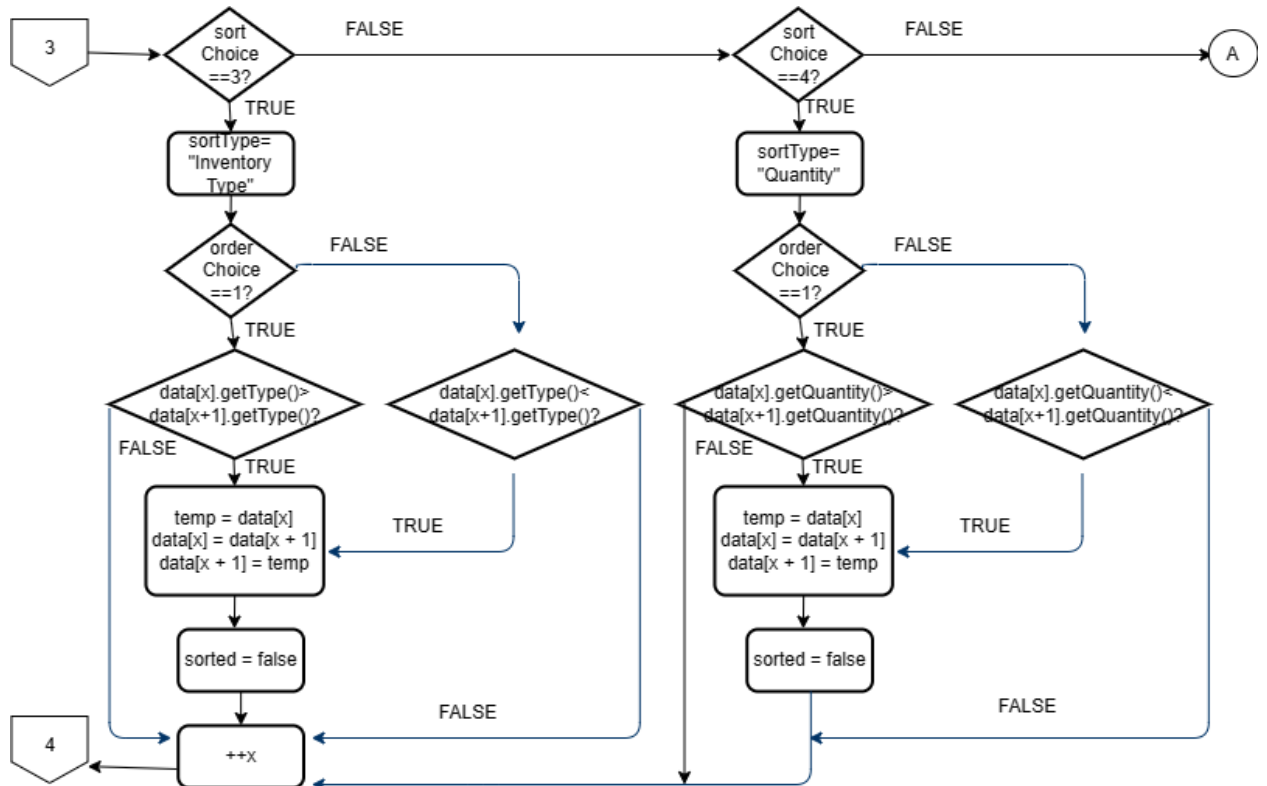 3
sort
Choice
==3?
FALSE
sort
Choice
==4?
FALSE
A
TRUE
TRUE
sortType=
"Inventory
Type"
sortType=
"Quantity"
order
Choice
==1?
FALSE
order
Choice
==1?
FALSE
TRUE
TRUE
data[x].getType()>
data[x+1].getType()?
data[x].getType()<
data[x+1].getType()?
data[x].getQuantity()>
data[x+1].getQuantity()?
data[x].getQuantity()<
data[x+1].getQuantity()?
FALSE
TRUE
FALSE
TRUE
temp = data[x]
data[x] = data[x + 1]
data[x + 1] = temp
TRUE
temp = data[x]
data[x] = data[x + 1]
data[x + 1] = temp
TRUE
sorted = false
sorted = false
FALSE
FALSE
4
++x